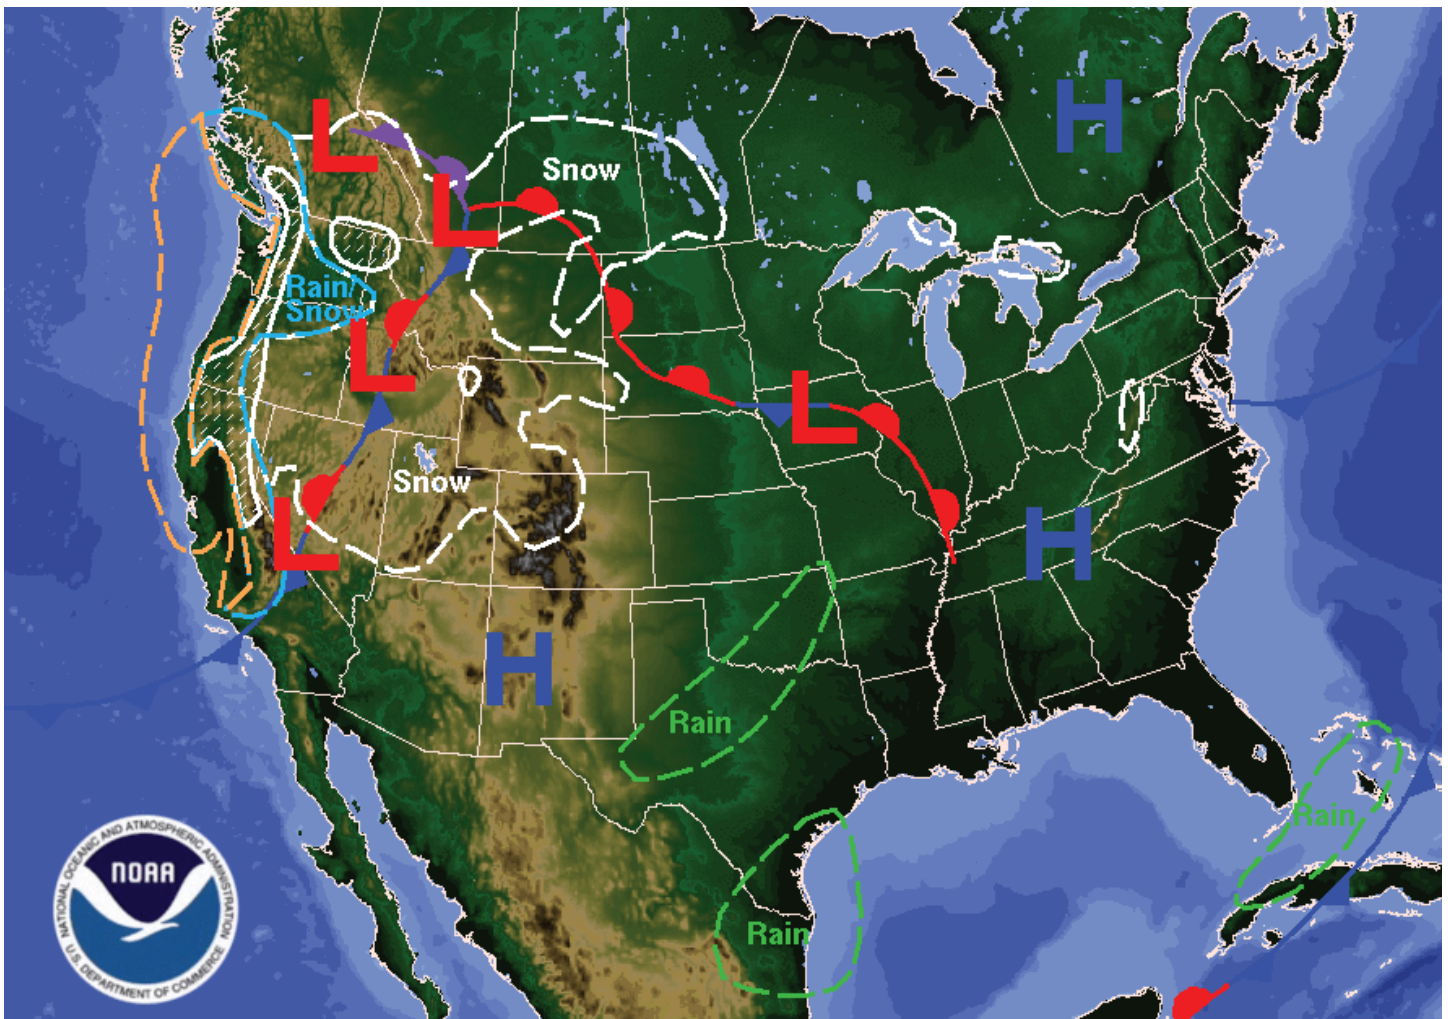 H
L
Snow
L
Rain/
Snow
L
L
Snow
H
L
H
Rain
Rain
Rain
NOAA
NATIONAL OCEANIC AND ATMOSPHERIC ADMINISTRATION
U.S. DEPARTMENT OF COMMERCE